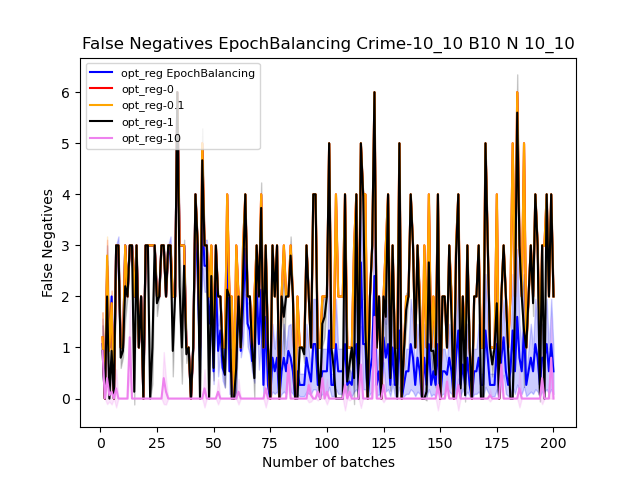 False Negatives EpochBalancing Crime-10_10 B10 N 10_10
opt_reg EpochBalancing
opt_reg-0
opt_reg-0.1
opt_reg-1
opt_reg-10
False Negatives
6
5
4
3
2
1
0
0 25 50 75 100 125 150 175 200
Number of batches